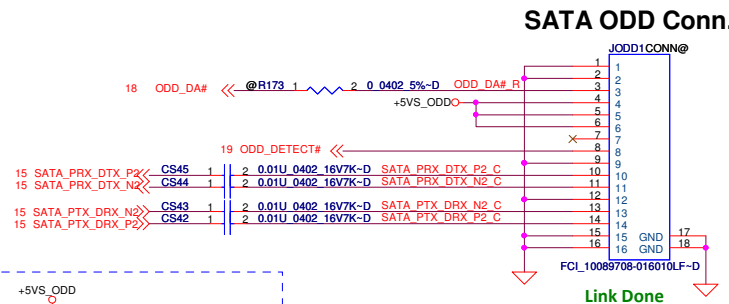 SATA ODD Conn.
JODD1CONN@
18 ODD_DA# @R173 1 2 0_0402_5%~D ODD_DA#_R
+5VS_ODD
19 ODD_DETECT#
15 SATA_PRX_DTX_P2 CS45 1 2 0.01U_0402_16V7K~D SATA_PRX_DTX_P2_C
15 SATA_PRX_DTX_N2 CS44 1 2 0.01U_0402_16V7K~D SATA_PRX_DTX_N2_C
15 SATA_PTX_DRX_N2 CS43 1 2 0.01U_0402_16V7K~D SATA_PTX_DRX_N2_C
15 SATA_PTX_DRX_P2 CS42 1 2 0.01U_0402_16V7K~D SATA_PTX_DRX_P2_C
1 1
2 2
3 3
4 4
5 5
6 6
7 7
8 8
9 9
10 10
11 11
12 12
13 13
14 14
15 15 GND 17
16 16 GND 18
FCI_10089708-016010LF~D
Link Done
+5VS_ODD